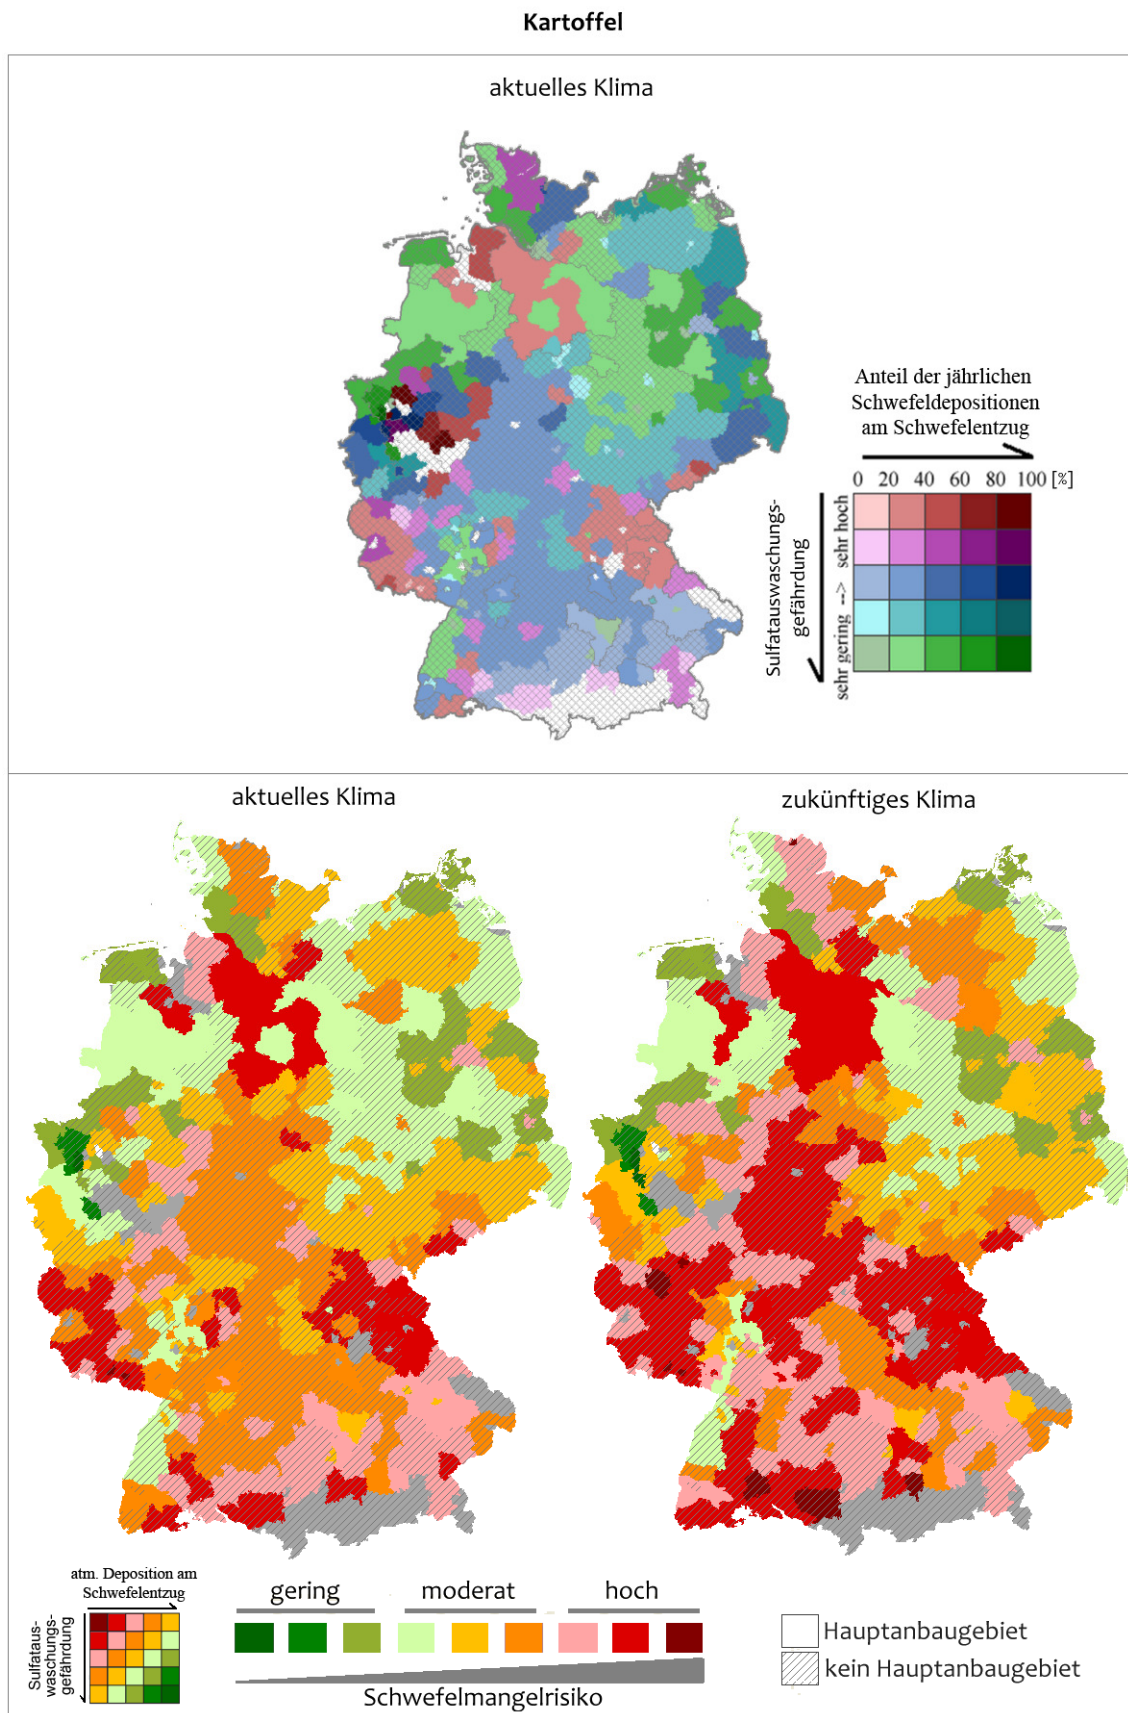 Kartoffel
aktuelles Klima
Anteil der jährlichen
Schwefeldepositionen
am Schwefelentzug
0 20 40 60 80 100 [%]
Sulfatauswaschungs-
gefährdung
sehr gering --> sehr hoch
aktuelles Klima
zukünftiges Klima
atm. Deposition am
Schwefelentzug
Sulfataus-
waschungs-
gefährdung
gering moderat hoch
Schwefelmangelrisiko
Hauptanbaugebiet
kein Hauptanbaugebiet